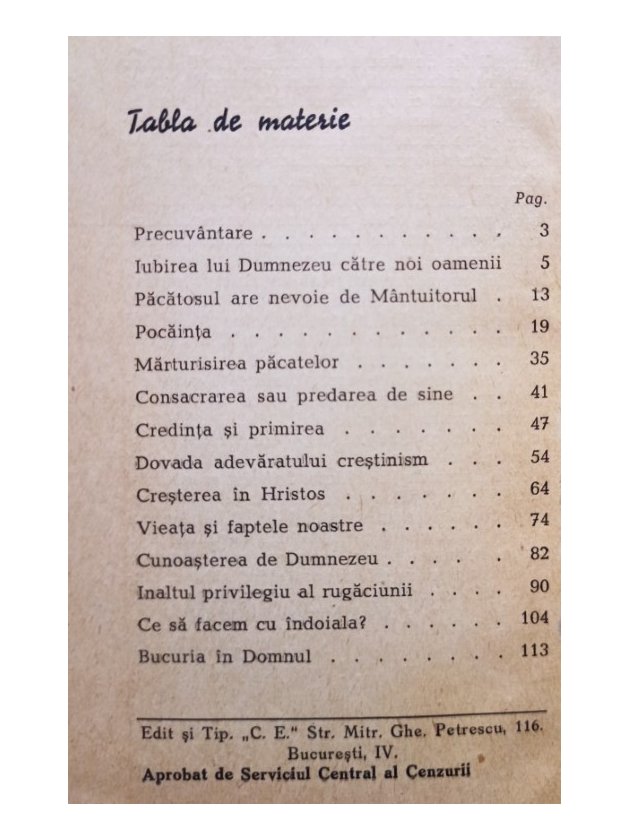 Tabla de materie
Pag.
Precuvântare . . . . . . . . . . . 3
Iubirea lui Dumnezeu către noi oamenii 5
Păcătosul are nevoie de Mântuitorul . 13
Pocăința . . . . . . . . . . . . 19
Mărturisirea păcatelor . . . . . . . 35
Consacrarea sau predarea de sine . . 41
Credința și primirea . . . . . . . 47
Dovada adevăratului creștinism . . . 54
Creșterea în Hristos . . . . . . . 64
Vieața și faptele noastre . . . . . . 74
Cunoașterea de Dumnezeu . . . . . 82
Inaltul privilegiu al rugăciunii . . . . 90
Ce să facem cu îndoiala? . . . . . . 104
Bucuria în Domnul . . . . . . . . 113
Edit și Tip. „C. E.“ Str. Mitr. Ghe. Petrescu, 116.
București, IV.
Aprobat de Serviciul Central al Cenzurii